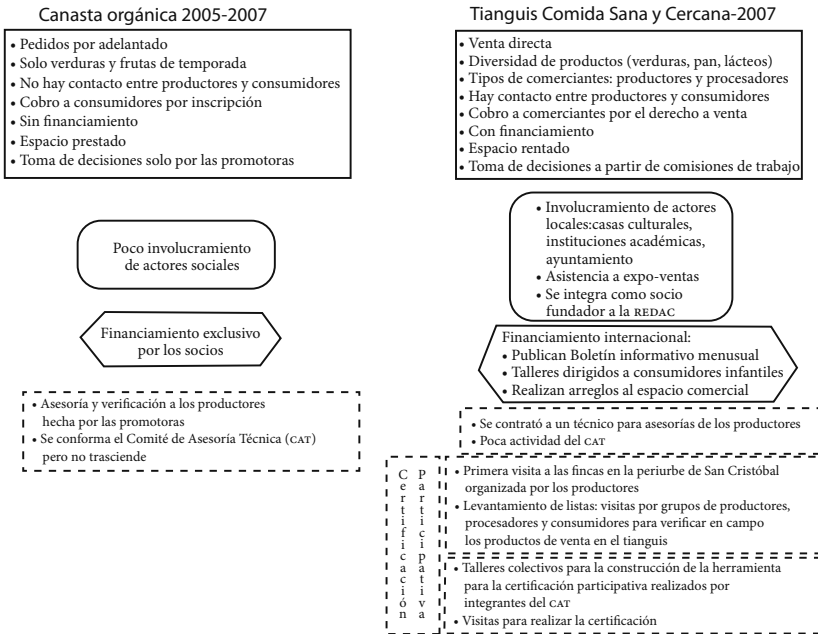 Canasta orgánica 2005-2007
• Pedidos por adelantado
• Solo verduras y frutas de temporada
• No hay contacto entre productores y consumidores
• Cobro a consumidores por inscripción
• Sin financiamiento
• Espacio prestado
• Toma de decisiones solo por las promotoras
Poco involucramiento
de actores sociales
Financiamiento exclusivo
por los socios
• Asesoría y verificación a los productores
hecha por las promotoras
• Se conforma el Comité de Asesoría Técnica (CAT)
pero no trasciende
Tianguis Comida Sana y Cercana-2007
• Venta directa
• Diversidad de productos (verduras, pan, lácteos)
• Tipos de comerciantes: productores y procesadores
• Hay contacto entre productores y consumidores
• Cobro a comerciantes por el derecho a venta
• Con financiamiento
• Espacio rentado
• Toma de decisiones a partir de comisiones de trabajo
• Involucramiento de actores
locales:casas culturales,
instituciones académicas,
ayuntamiento
• Asistencia a expo-ventas
• Se integra como socio
fundador a la REDAC
Financiamiento internacional:
• Publican Boletín informativo menusual
• Talleres dirigidos a consumidores infantiles
• Realizan arreglos al espacio comercial
• Se contrató a un técnico para asesorías de los productores
• Poca actividad del CAT
Certificación
Participativa
• Primera visita a las fincas en la periurbe de San Cristóbal
organizada por los productores
• Levantamiento de listas: visitas por grupos de productores,
procesadores y consumidores para verificar en campo
los productos de venta en el tianguis
• Talleres colectivos para la construcción de la herramienta
para la certificación participativa realizados por
integrantes del CAT
• Visitas para realizar la certificación